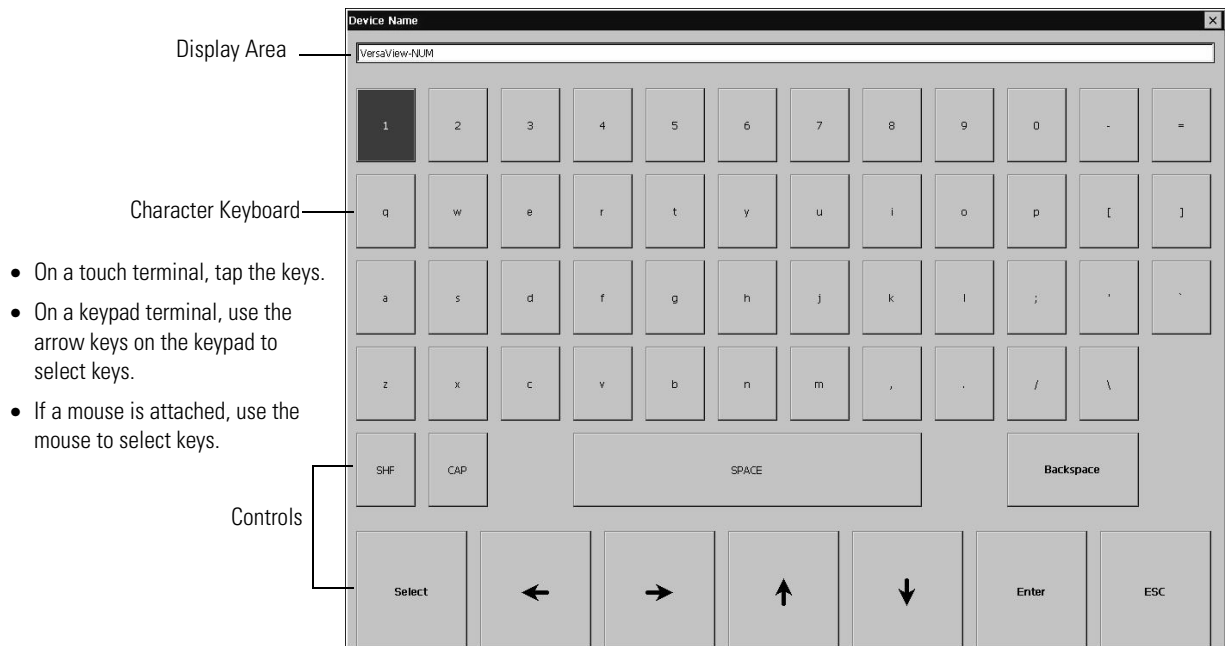 Device Name
Display Area
VersaView-NUM
1 2 3 4 5 6 7 8 9 0 - =
Character Keyboard
q w e r t y u i o p [ ]
• On a touch terminal, tap the keys.
• On a keypad terminal, use the
arrow keys on the keypad to
select keys.
• If a mouse is attached, use the
mouse to select keys.
a s d f g h j k l ; ' `
z x c v b n m , . / \
SHF CAP SPACE Backspace
Controls
Select ← → ↑ ↓ Enter ESC